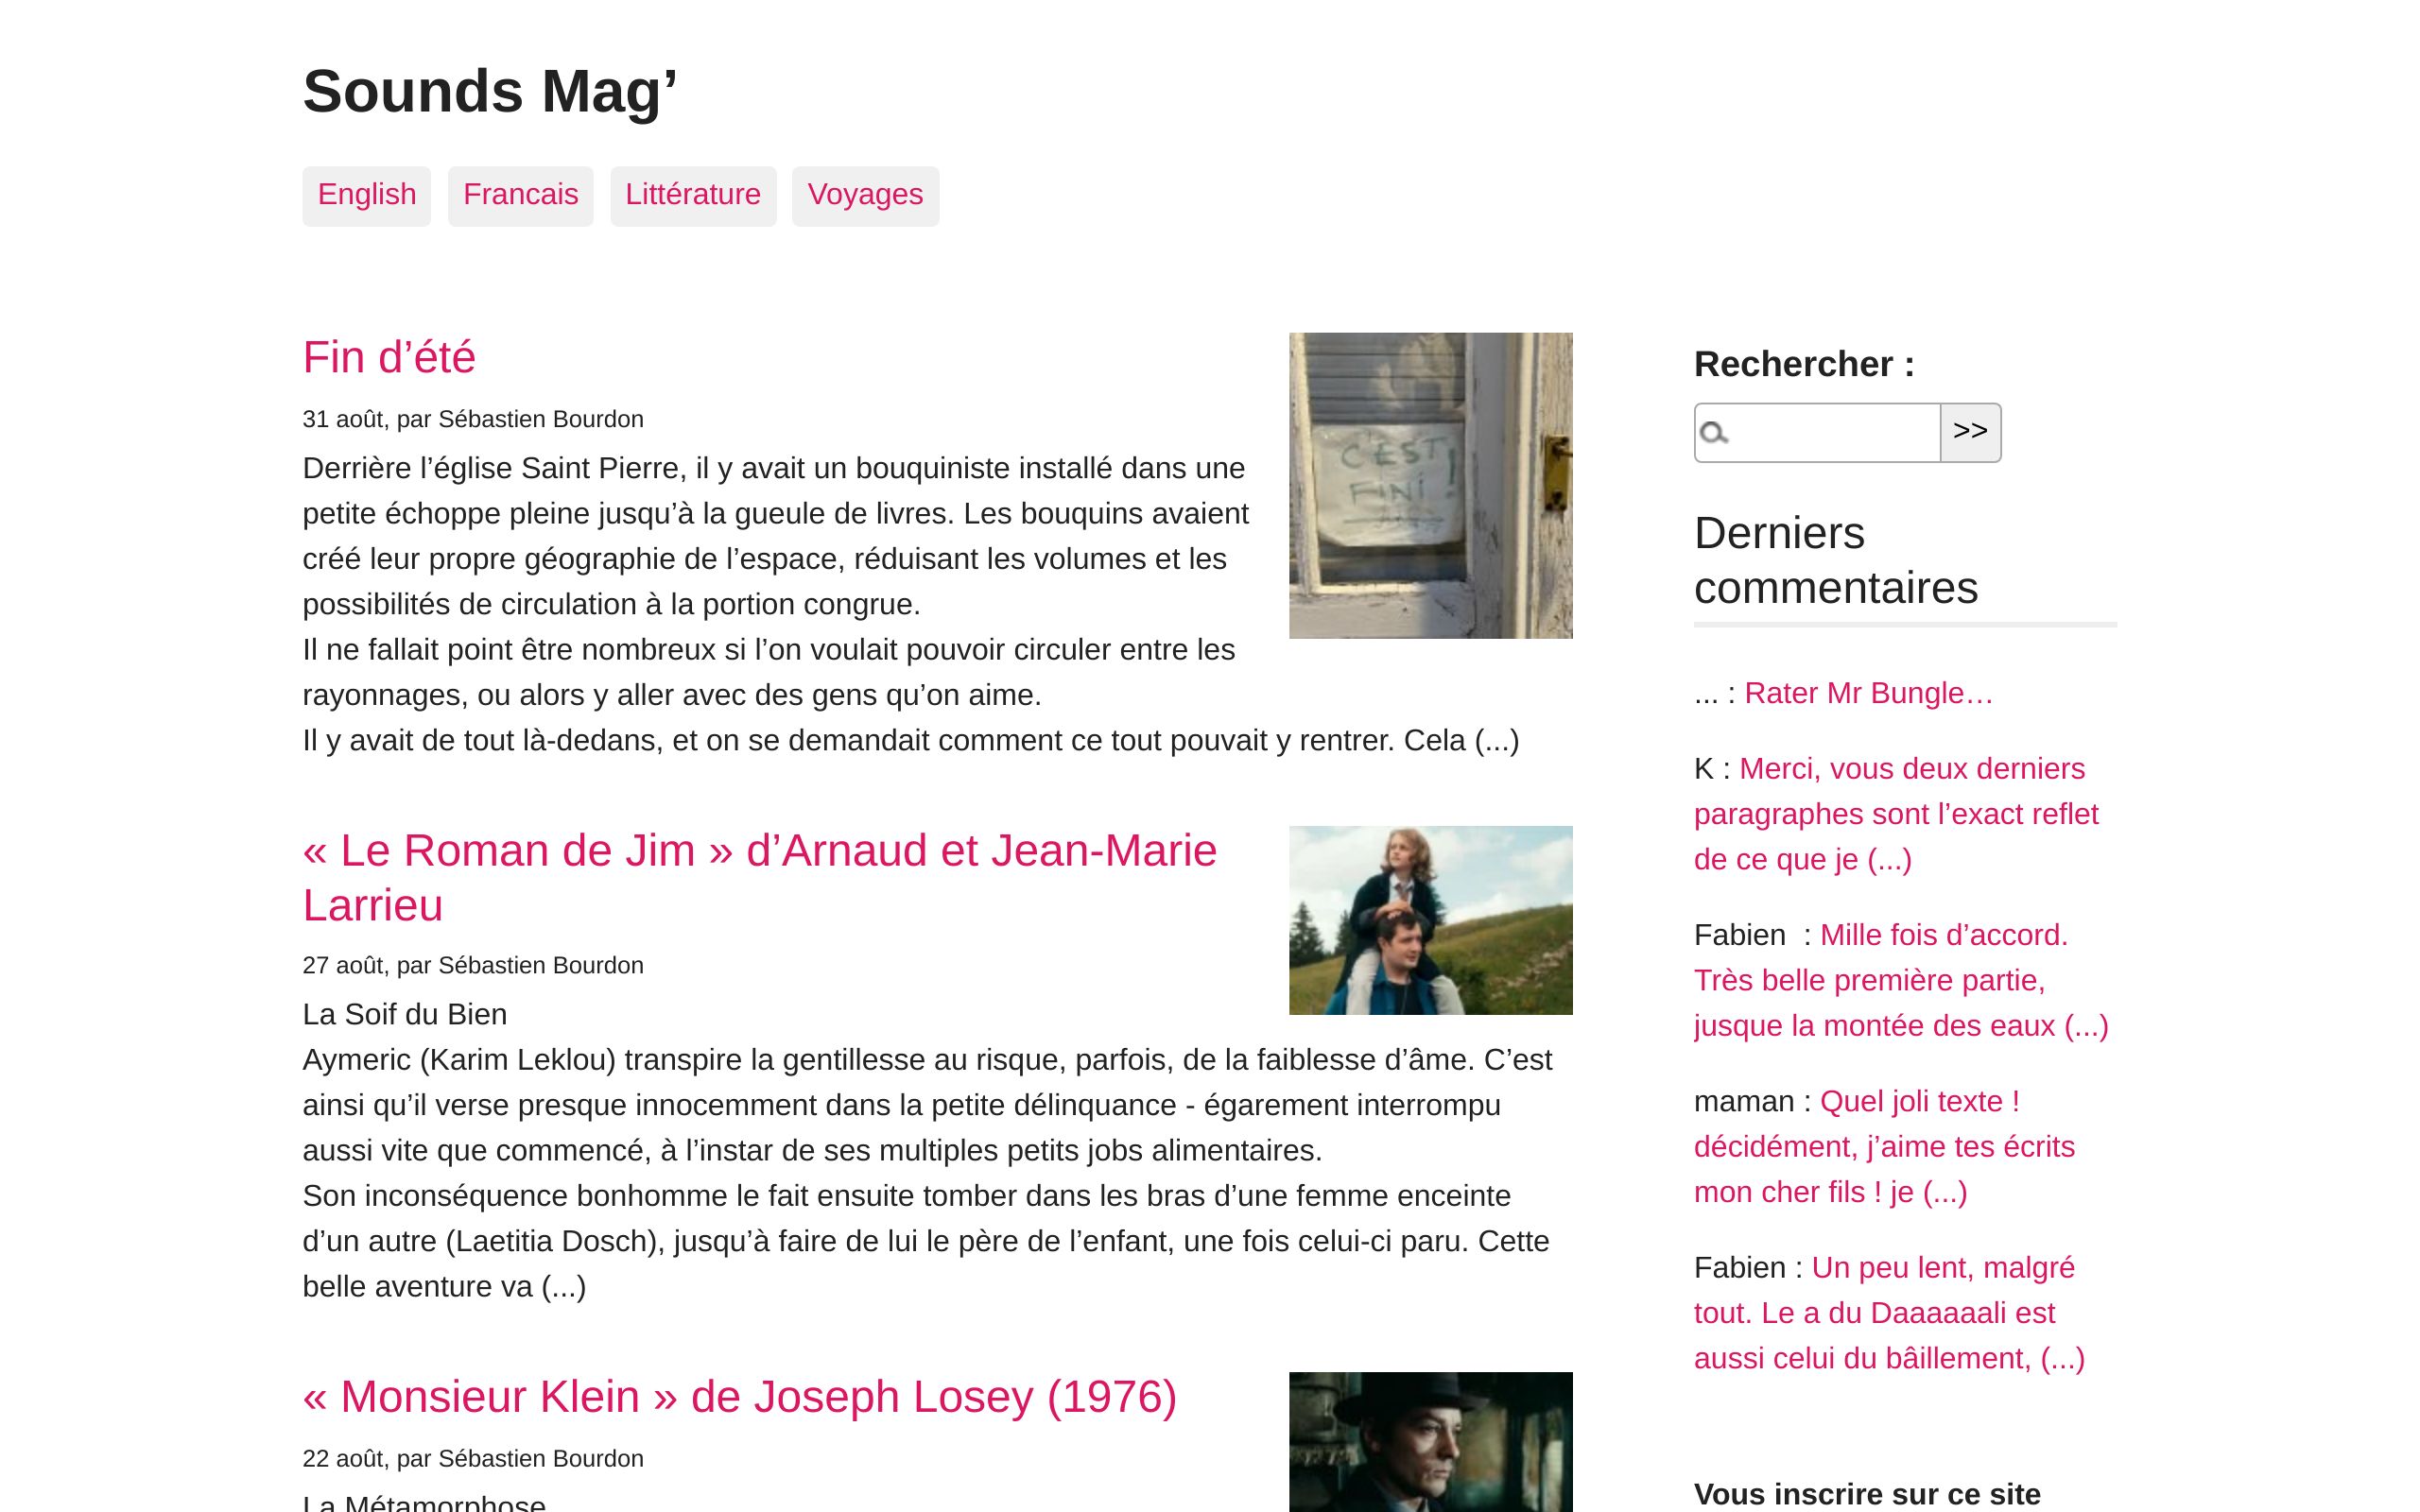 Sounds Mag’
English Francais Littérature Voyages
Fin d’été
31 août, par Sébastien Bourdon
Derrière l’église Saint Pierre, il y avait un bouquiniste installé dans une
petite échoppe pleine jusqu’à la gueule de livres. Les bouquins avaient
créé leur propre géographie de l’espace, réduisant les volumes et les
possibilités de circulation à la portion congrue.
Il ne fallait point être nombreux si l’on voulait pouvoir circuler entre les
rayonnages, ou alors y aller avec des gens qu’on aime.
Il y avait de tout là-dedans, et on se demandait comment ce tout pouvait y rentrer. Cela (...)
C'EST
FINI !
« Le Roman de Jim » d’Arnaud et Jean-Marie
Larrieu
27 août, par Sébastien Bourdon
La Soif du Bien
Aymeric (Karim Leklou) transpire la gentillesse au risque, parfois, de la faiblesse d’âme. C’est
ainsi qu’il verse presque innocemment dans la petite délinquance - égarement interrompu
aussi vite que commencé, à l’instar de ses multiples petits jobs alimentaires.
Son inconséquence bonhomme le fait ensuite tomber dans les bras d’une femme enceinte
d’un autre (Laetitia Dosch), jusqu’à faire de lui le père de l’enfant, une fois celui-ci paru. Cette
belle aventure va (...)
« Monsieur Klein » de Joseph Losey (1976)
22 août, par Sébastien Bourdon
La Métamorphose
Rechercher :
>>
Derniers
commentaires
... : Rater Mr Bungle…
K : Merci, vous deux derniers
paragraphes sont l’exact reflet
de ce que je (...)
Fabien  : Mille fois d’accord.
Très belle première partie,
jusque la montée des eaux (...)
maman : Quel joli texte !
décidément, j’aime tes écrits
mon cher fils ! je (...)
Fabien : Un peu lent, malgré
tout. Le a du Daaaaaali est
aussi celui du bâillement, (...)
Vous inscrire sur ce site